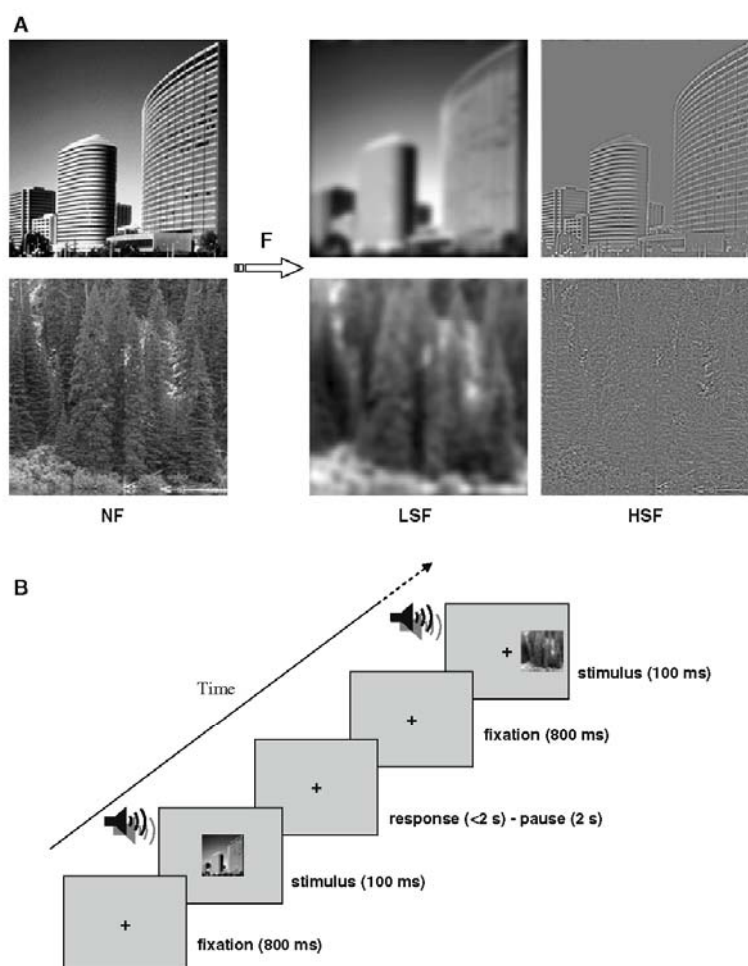 A
F
NF
LSF
HSF
B
Time
stimulus (100 ms)
fixation (800 ms)
response (<2 s) - pause (2 s)
stimulus (100 ms)
fixation (800 ms)